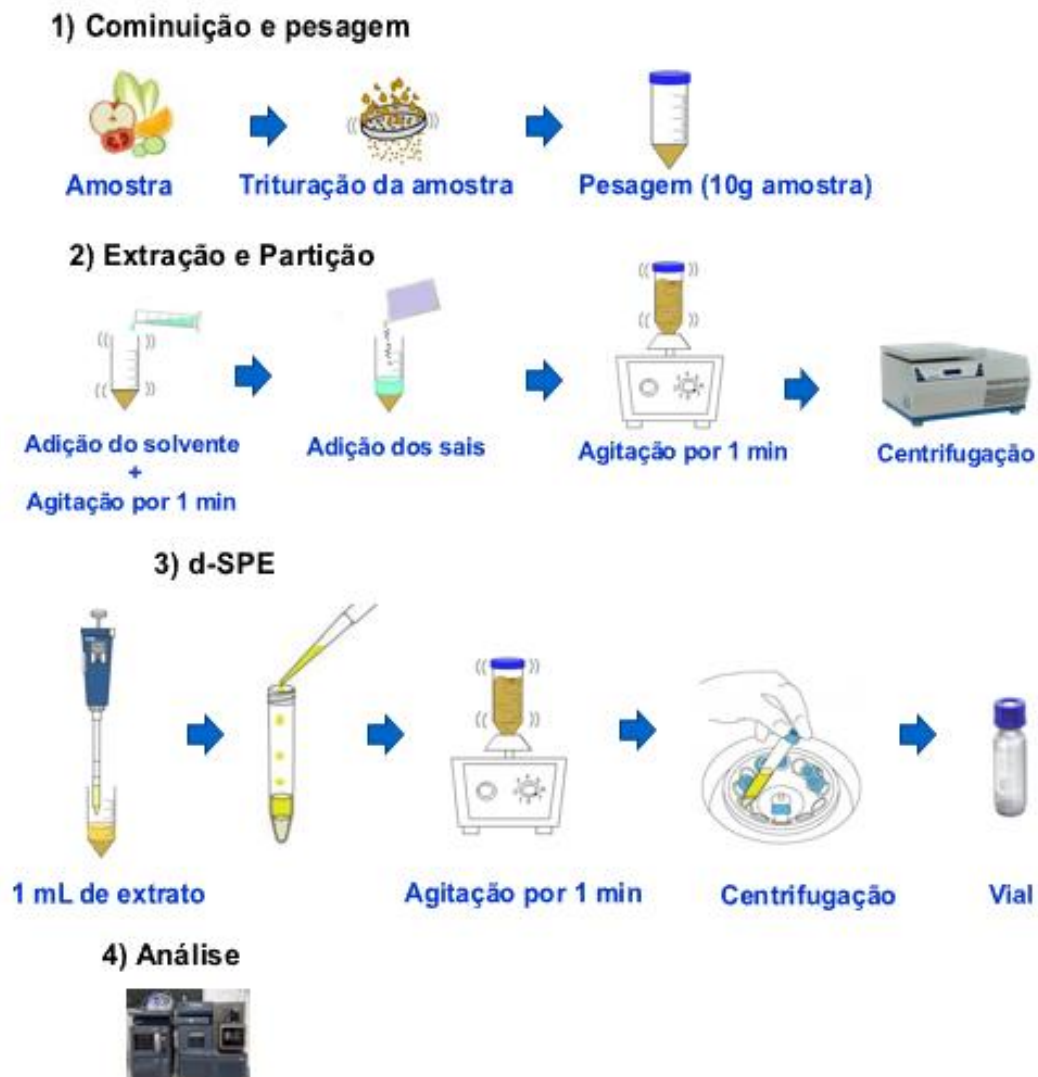 1) Cominuição e pesagem
Amostra
Trituração da amostra
Pesagem (10g amostra)
2) Extração e Partição
Adição do solvente
+
Agitação por 1 min
Adição dos sais
Agitação por 1 min
Centrifugação
3) d-SPE
1 mL de extrato
Agitação por 1 min
Centrifugação
Vial
4) Análise